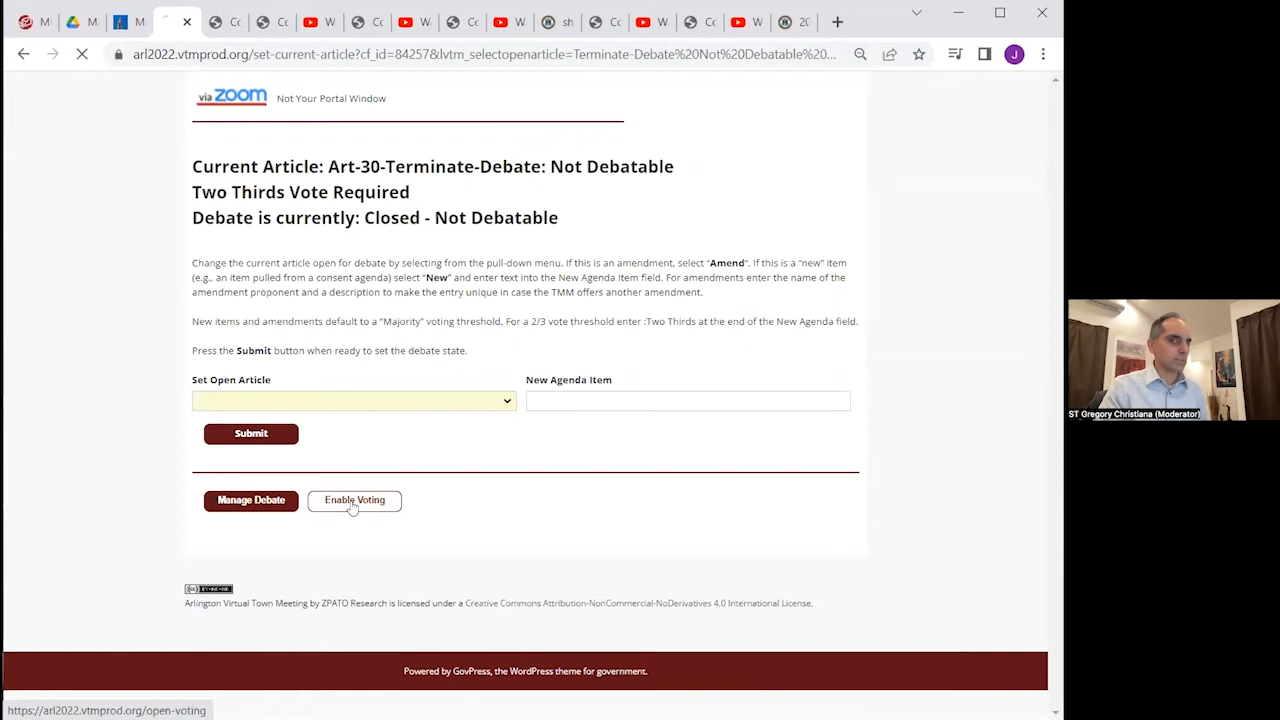 Mi
M
M
Co
Co
W
Co
W
Co
W
sh
Co
W
Co
W
20
arl2022.vtmprod.org/set-current-article?cf_id=84257&lvtm_selectopenarticle=Terminate-Debate%20Not%20Debatable%20...
J
via zoom Not Your Portal Window
Current Article: Art-30-Terminate-Debate: Not Debatable
Two Thirds Vote Required
Debate is currently: Closed - Not Debatable
Change the current article open for debate by selecting from the pull-down menu. If this is an amendment, select "Amend". If this is a "new" item
(e.g., an item pulled from a consent agenda) select "New" and enter text into the New Agenda Item field. For amendments enter the name of the
amendment proponent and a description to make the entry unique in case the TMM offers another amendment.
New items and amendments default to a "Majority" voting threshold. For a 2/3 vote threshold enter :Two Thirds at the end of the New Agenda field.
Press the Submit button when ready to set the debate state.
Set Open Article New Agenda Item
Submit
Manage Debate Enable Voting
ST Gregory Christiana (Moderator)
Arlington Virtual Town Meeting by ZPATO Research is licensed under a Creative Commons Attribution-NonCommercial-NoDerivatives 4.0 International License.
Powered by GovPress, the WordPress theme for government.
https://arl2022.vtmprod.org/open-voting